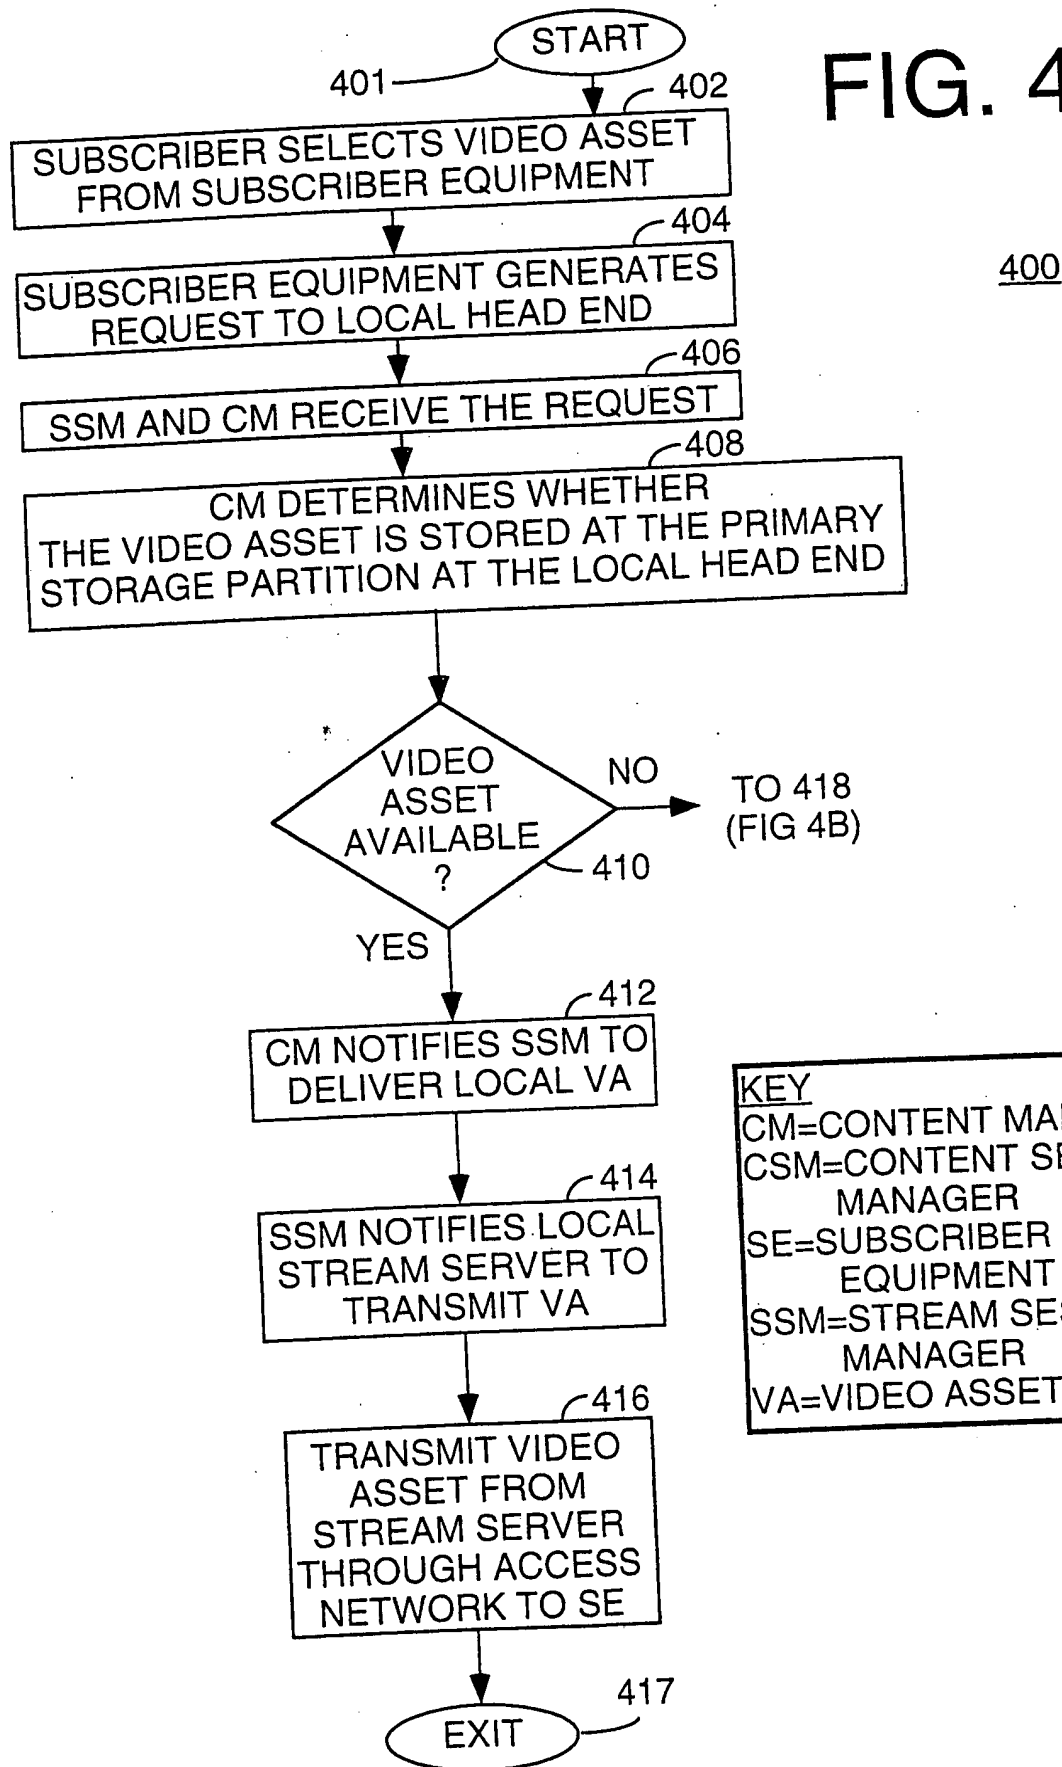 START
FIG. 4
401
402
SUBSCRIBER SELECTS VIDEO ASSET
FROM SUBSCRIBER EQUIPMENT
404
400
SUBSCRIBER EQUIPMENT GENERATES
REQUEST TO LOCAL HEAD END
406
SSM AND CM RECEIVE THE REQUEST
408
CM DETERMINES WHETHER
THE VIDEO ASSET IS STORED AT THE PRIMARY
STORAGE PARTITION AT THE LOCAL HEAD END
VIDEO
ASSET
AVAILABLE
?
NO
TO 418
(FIG 4B)
410
YES
412
CM NOTIFIES SSM TO
DELIVER LOCAL VA
414
SSM NOTIFIES LOCAL
STREAM SERVER TO
TRANSMIT VA
416
TRANSMIT VIDEO
ASSET FROM
STREAM SERVER
THROUGH ACCESS
NETWORK TO SE
417
EXIT
KEY
CM=CONTENT
CSM=CONTENT
MANAGER
SE=SUBSCRIBER
EQUIPMENT
SSM=STREAM
MANAGER
VA=VIDEO ASSET